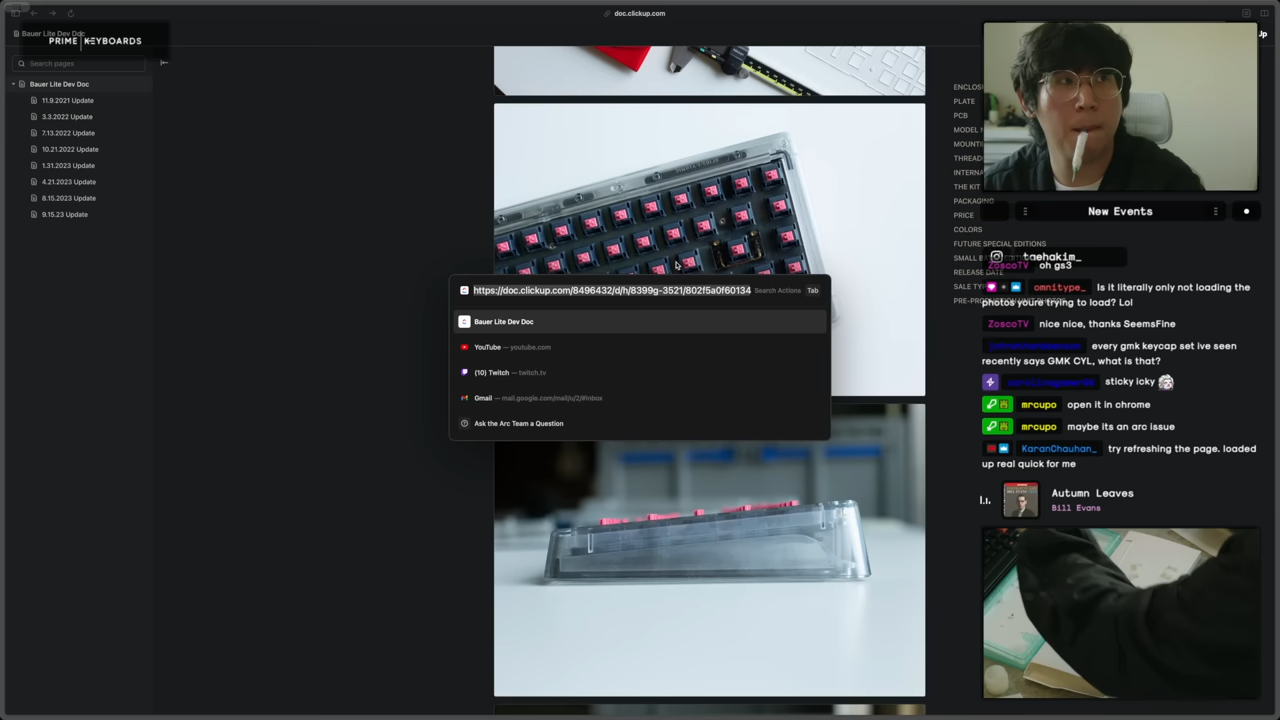 doc.clickup.com
Bauer Lite Dev Doc
PRIME KEYBOARDS
Search pages
Bauer Lite Dev Doc
11.9.2021 Update
3.3.2022 Update
7.13.2022 Update
10.21.2022 Update
1.31.2023 Update
4.21.2023 Update
8.15.2023 Update
9.15.23 Update
https://doc.clickup.com/8496432/d/h/8399g-3521/802f5a0f60134
Search Actions
Tab
Bauer Lite Dev Doc
YouTube — youtube.com
(10) Twitch — twitch.tv
Gmail — mail.google.com/mail/u/2/#inbox
Ask the Arc Team a Question
PLATE
PCB
MODEL
THE KIT
PACKAGING
PRICE
COLORS
FUTURE SPECIAL EDITIONS
RELEASE DATE
New Events
taehakim_
ZoscoTV oh gs3
omnitype_ Is it literally only not loading the
photos youre trying to load? Lol
ZoscoTV nice nice, thanks SeemsFine
every gmk keycap set ive seen
recently says GMK CYL, what is that?
sticky icky
mrcupo open it in chrome
mrcupo maybe its an arc issue
KaranChauhan_ try refreshing the page. loaded
up real quick for me
Autumn Leaves
Bill Evans